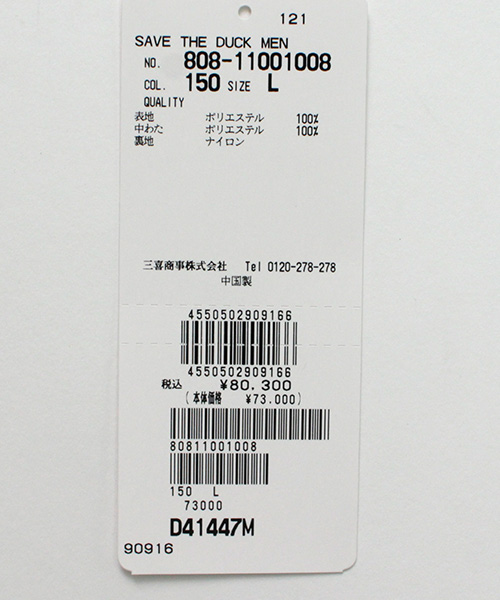 121
SAVE THE DUCK MEN
NO. 808-11001008
COL. 150 SIZE L
QUALITY
表地 ポリエステル 100%
中わた ポリエステル 100%
裏地 ナイロン
三喜商事株式会社 Tel 0120-278-278
中国製
4550502909166
4550502909166
税込 ¥80.300
(本体価格 ¥73.000)
80811001008
150 L
73000
D41447M
90916